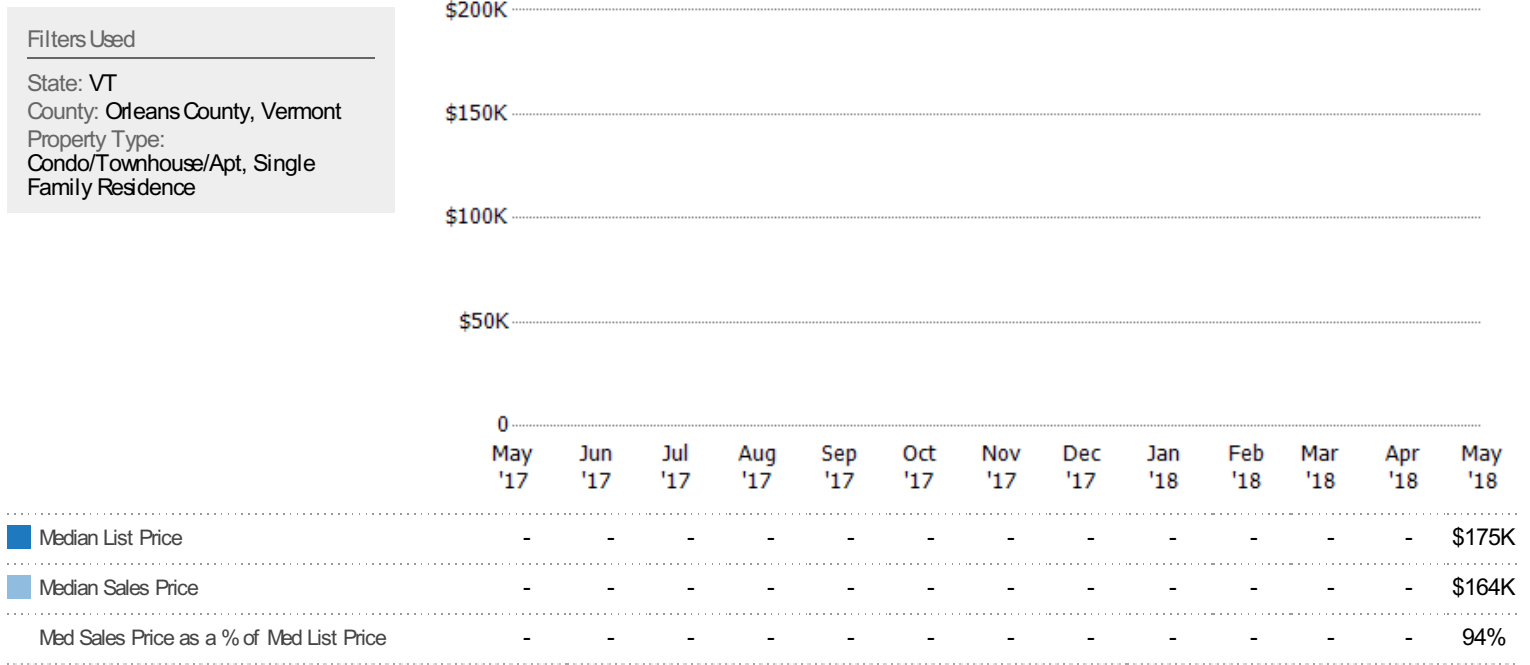 Filters Used
State: VT
County: Orleans County, Vermont
Property Type:
Condo/Townhouse/Apt, Single
Family Residence
$200K
$150K
$100K
$50K
0
May Jun Jul Aug Sep Oct Nov Dec Jan Feb Mar Apr May
'17 '17 '17 '17 '17 '17 '17 '17 '18 '18 '18 '18 '18
Median List Price - - - - - - - - - - - - $175K
Median Sales Price - - - - - - - - - - - - $164K
Med Sales Price as a % of Med List Price - - - - - - - - - - - - 94%